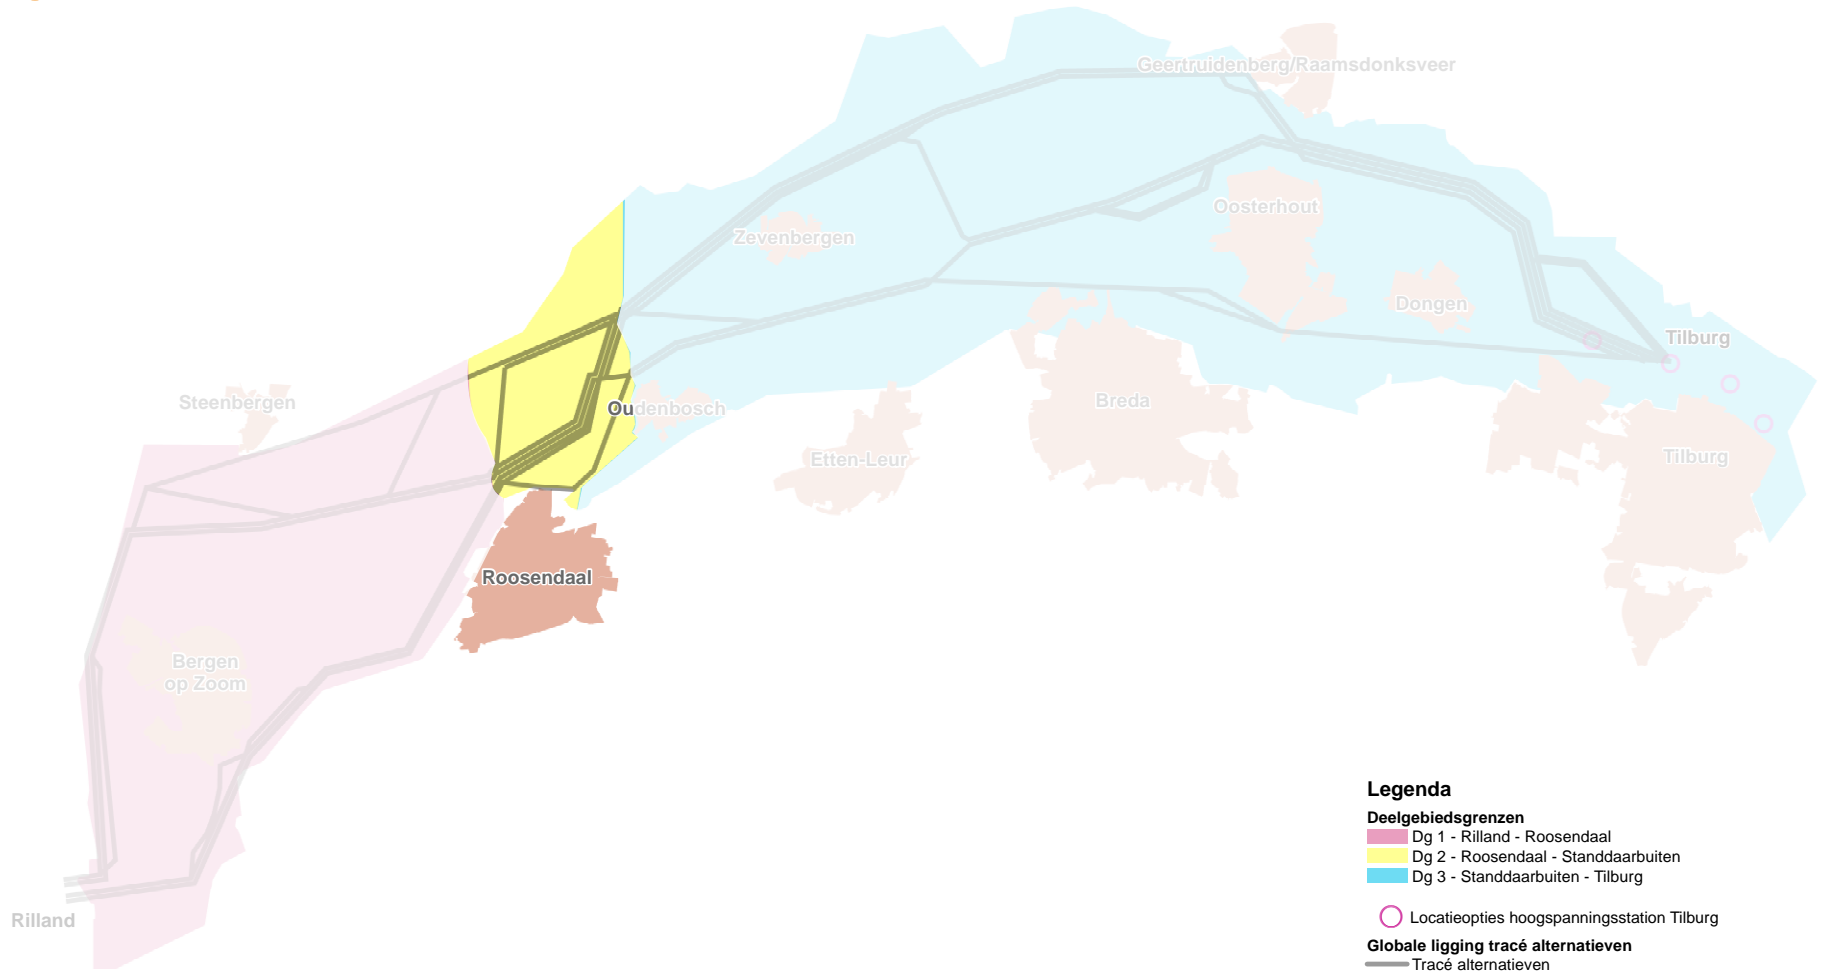 Geertruidenberg/Raamsdonksveer
Oosterhout
Zevenbergen
Dongen
Tilburg
Steenbergen
Oudenbosch
Breda
Etten-Leur
Tilburg
Roosendaal
Bergen
op Zoom
Rilland
Legenda
Deelgebiedsgrenzen
Dg 1 - Rilland - Roosendaal
Dg 2 - Roosendaal - Standdaarbuiten
Dg 3 - Standdaarbuiten - Tilburg
Locatieopties hoogspanningsstation Tilburg
Globale ligging tracé alternatieven
Tracé alternatieven